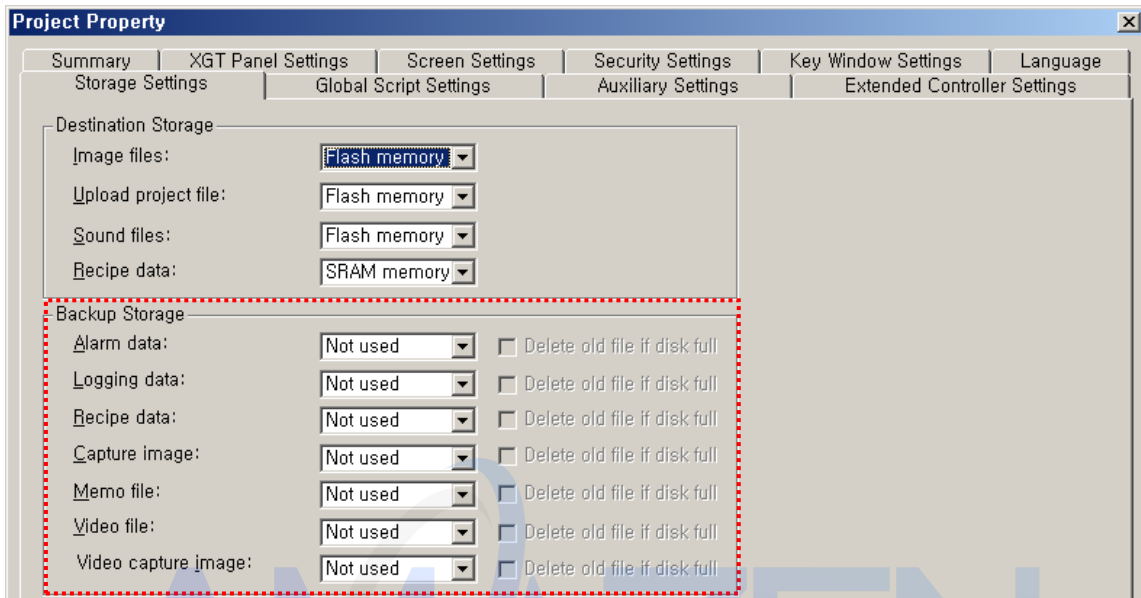 Project Property
Summary XGT Panel Settings Screen Settings Security Settings Key Window Settings Language
Storage Settings Global Script Settings Auxiliary Settings Extended Controller Settings
Destination Storage
Image files: Flash memory
Upload project file: Flash memory
Sound files: Flash memory
Recipe data: SRAM memory
Backup Storage
Alarm data: Not used Delete old file if disk full
Logging data: Not used Delete old file if disk full
Recipe data: Not used Delete old file if disk full
Capture image: Not used Delete old file if disk full
Memo file: Not used Delete old file if disk full
Video file: Not used Delete old file if disk full
Video capture image: Not used Delete old file if disk full